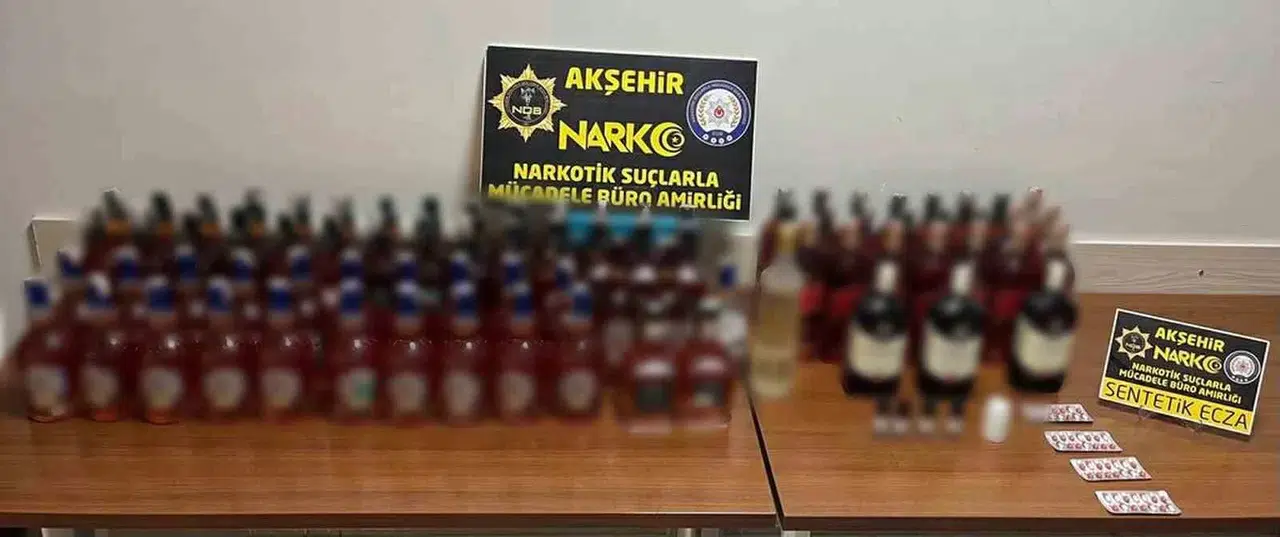 AKŞEHİR
NDB
NARKO
NARKOTİK SUÇLARLA
MÜCADELE BÜRO AMİRLİĞİ
AKŞEHİR
NARKO
NARKOTİK SUÇLARLA
MÜCADELE BÜRO AMİRLİĞİ
SENTETİK ECZA